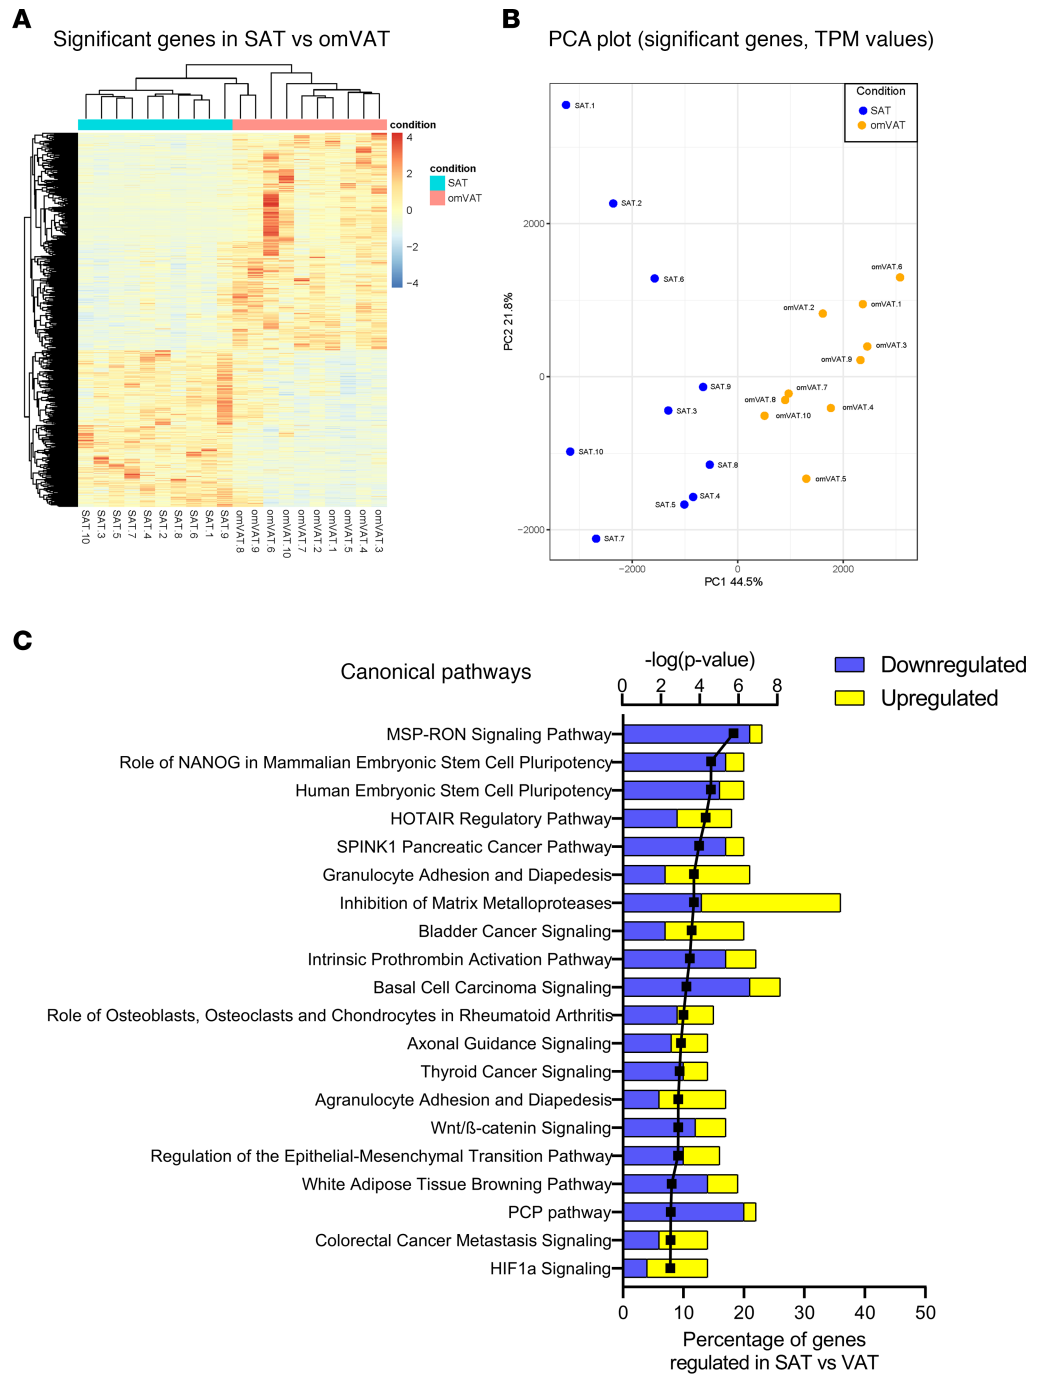 A
Significant genes in SAT vs omVAT
condition
4
2
0
−2
−4
condition
SAT
omVAT
SAT.10
SAT.3
SAT.5
SAT.7
SAT.4
SAT.2
SAT.8
SAT.6
SAT.1
SAT.9
omVAT.8
omVAT.9
omVAT.6
omVAT.10
omVAT.7
omVAT.2
omVAT.1
omVAT.5
omVAT.4
omVAT.3
B
PCA plot (significant genes, TPM values)
Condition
SAT
omVAT
SAT.1
SAT.2
SAT.6
omVAT.6
omVAT.2
omVAT.1
omVAT.3
omVAT.9
SAT.9
omVAT.7
omVAT.8
SAT.3
omVAT.4
omVAT.10
SAT.10
SAT.8
omVAT.5
SAT.4
SAT.5
SAT.7
2000
0
−2000
PC2 21.8%
−2000
0
2000
PC1 44.5%
C
Canonical pathways
-log(p-value)
0 2 4 6 8
Downregulated
Upregulated
MSP-RON Signaling Pathway
Role of NANOG in Mammalian Embryonic Stem Cell Pluripotency
Human Embryonic Stem Cell Pluripotency
HOTAIR Regulatory Pathway
SPINK1 Pancreatic Cancer Pathway
Granulocyte Adhesion and Diapedesis
Inhibition of Matrix Metalloproteases
Bladder Cancer Signaling
Intrinsic Prothrombin Activation Pathway
Basal Cell Carcinoma Signaling
Role of Osteoblasts, Osteoclasts and Chondrocytes in Rheumatoid Arthritis
Axonal Guidance Signaling
Thyroid Cancer Signaling
Agranulocyte Adhesion and Diapedesis
Wnt/ß-catenin Signaling
Regulation of the Epithelial-Mesenchymal Transition Pathway
White Adipose Tissue Browning Pathway
PCP pathway
Colorectal Cancer Metastasis Signaling
HIF1a Signaling
0 10 20 30 40 50
Percentage of genes
regulated in SAT vs VAT